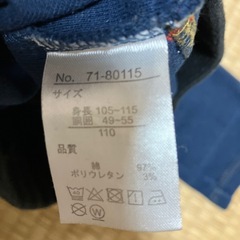 No. 71-80115
サイズ
身長 105-115
胴囲 49-55
110
品質
綿 97%
ポリウレタン 3%